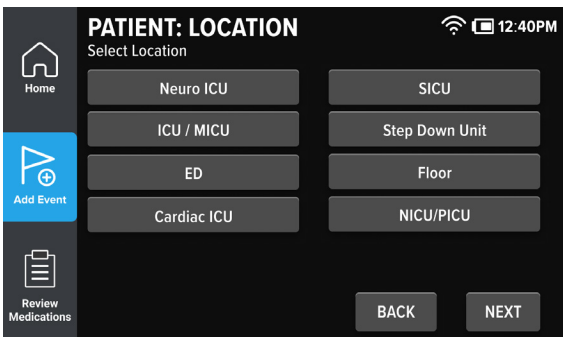 PATIENT: LOCATION
12:40PM
Select Location
Home
Add Event
Review
Medications
Neuro ICU
SICU
ICU / MICU
Step Down Unit
ED
Floor
Cardiac ICU
NICU/PICU
BACK
NEXT